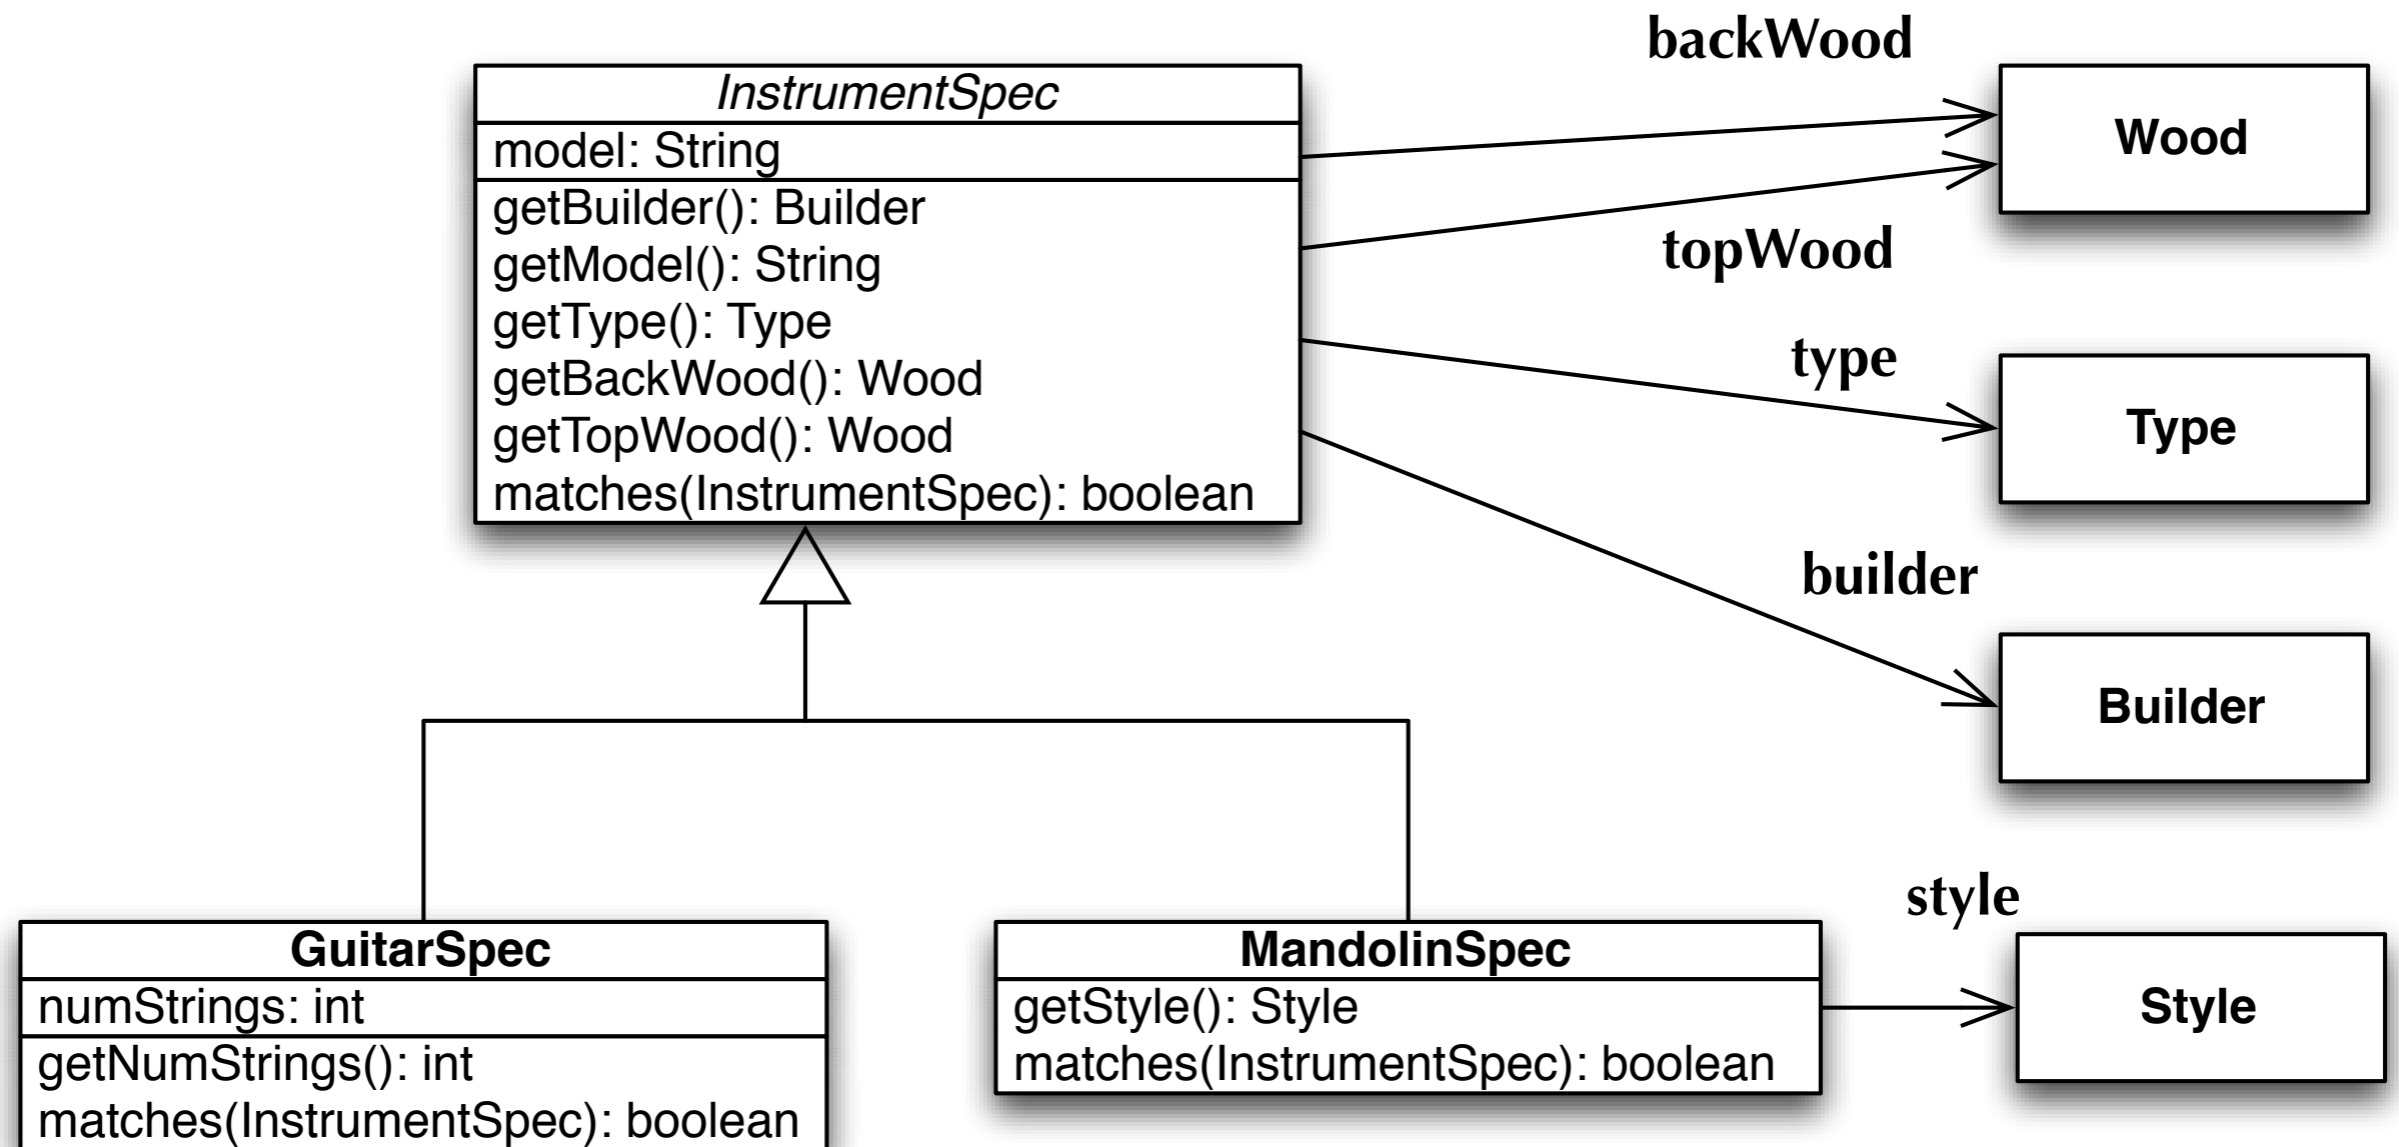 backWood
InstrumentSpec
model: String
getBuilder(): Builder
getModel(): String
getType(): Type
getBackWood(): Wood
getTopWood(): Wood
matches(InstrumentSpec): boolean
Wood
topWood
type
Type
builder
Builder
GuitarSpec
numStrings: int
getNumStrings(): int
matches(InstrumentSpec): boolean
MandolinSpec
getStyle(): Style
matches(InstrumentSpec): boolean
style
Style